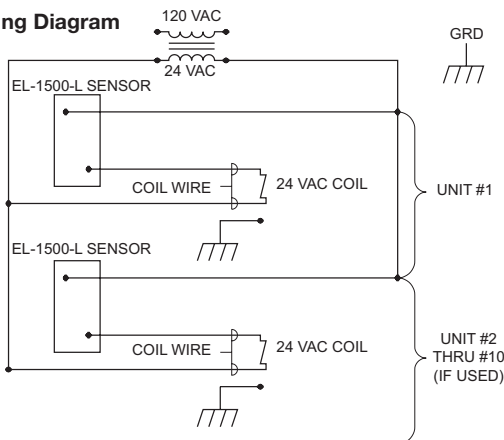 ng Diagram
120 VAC
24 VAC
GRD
EL-1500-L SENSOR
COIL WIRE
24 VAC COIL
UNIT #1
EL-1500-L SENSOR
COIL WIRE
24 VAC COIL
UNIT #2
THRU #10
(IF USED)